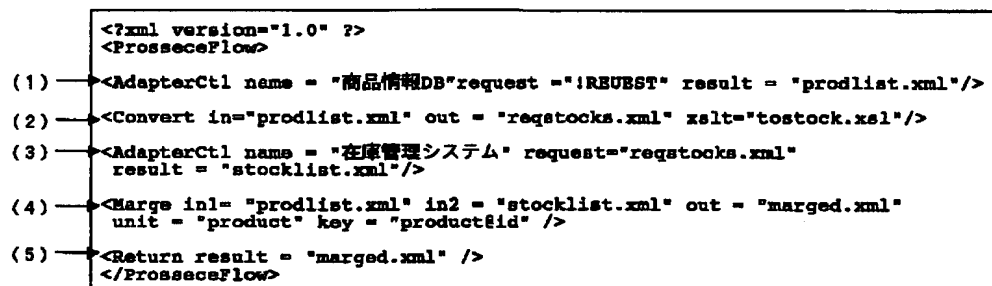 <?xml version="1.0" ?>
<ProsseceFlow>
(1) <AdapterCtl name = "商品情報DB"request ="!REUEST" result = "prodlist.xml"/>
(2) <Convert in="prodlist.xml" out = "reqstocks.xml" xslt="tostock.xsl"/>
(3) <AdapterCtl name = "在庫管理システム" request="reqstocks.xml"
result = "stocklist.xml"/>
(4) <Marge in1= "prodlist.xml" in2 = "stocklist.xml" out = "marged.xml"
unit = "product" key = "product@id" />
(5) <Return result = "marged.xml" />
</ProsseceFlow>